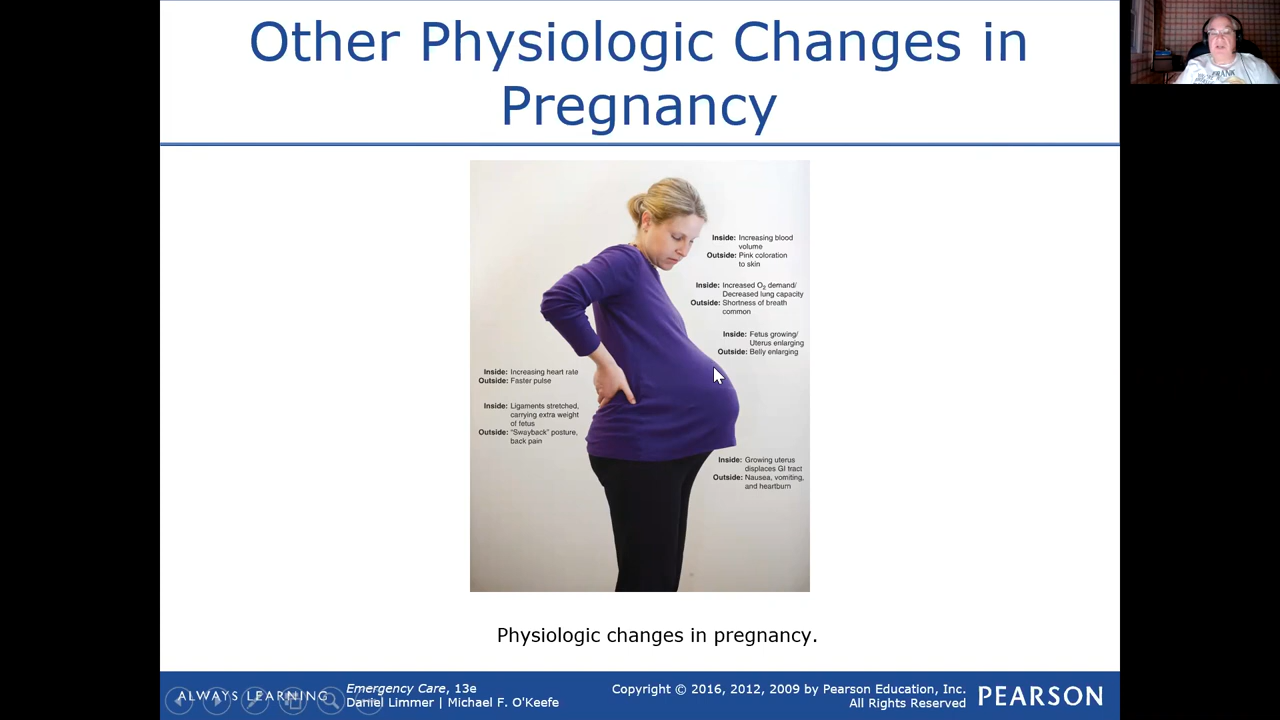 Other Physiologic Changes in
Pregnancy
Inside: Increasing blood
volume
Outside: Pink coloration
to skin
Inside: Increased O₂ demand/
Decreased lung capacity
Outside: Shortness of breath
common
Inside: Fetus growing/
Uterus enlarging
Outside: Belly enlarging
Inside: Increasing heart rate
Outside: Faster pulse
Inside: Ligaments stretched,
carrying extra weight
of fetus
Outside: "Swayback" posture,
back pain
Inside: Growing uterus
displaces GI tract
Outside: Nausea, vomiting,
and heartburn
Physiologic changes in pregnancy.
ALWAYS LEARNING
Emergency Care, 13e
Daniel Limmer | Michael F. O'Keefe
Copyright © 2016, 2012, 2009 by Pearson Education, Inc.
All Rights Reserved
PEARSON